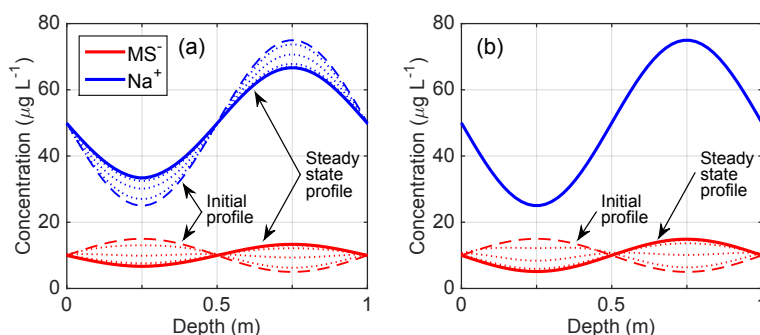 80
60
40
20
0
Concentration (μg L⁻¹)
0
0.5
1
Depth (m)
(a)
MS⁻
Na⁺
Steady
state
profile
Initial
profile
80
60
40
20
0
Concentration (μg L⁻¹)
0
0.5
1
Depth (m)
(b)
Initial profile
Steady
state
profile